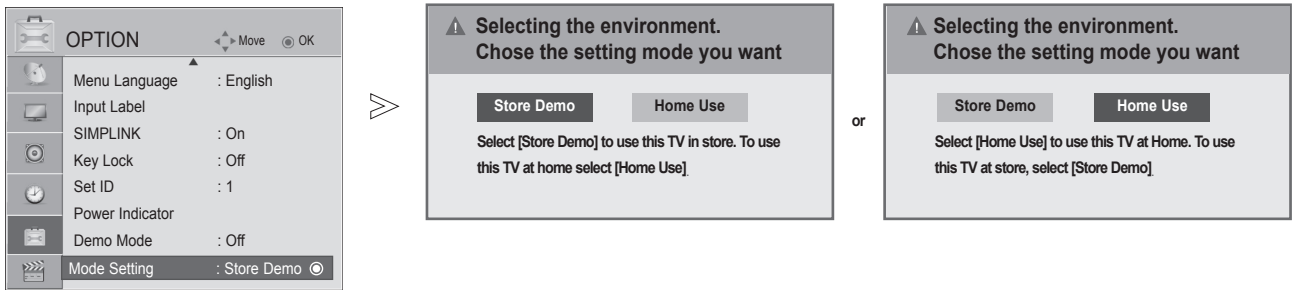 OPTION Move OK
Menu Language : English
Input Label
SIMPLINK : On
Key Lock : Off
Set ID : 1
Power Indicator
Demo Mode : Off
Mode Setting : Store Demo
Selecting the environment.
Chose the setting mode you want
Store Demo Home Use
Select [Store Demo] to use this TV in store. To use
this TV at home select [Home Use].
or
Selecting the environment.
Chose the setting mode you want
Store Demo Home Use
Select [Home Use] to use this TV at Home. To use
this TV at store, select [Store Demo].